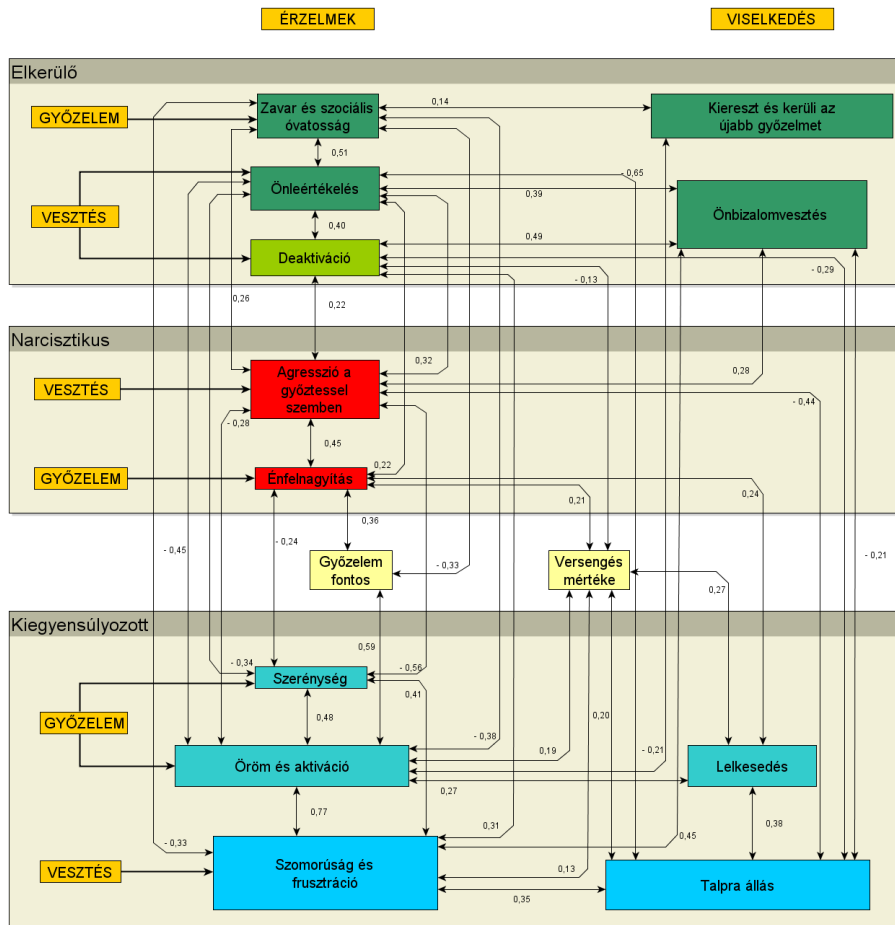 ÉRZELMEK
VISELKEDÉS
Elkerülő
GYŐZELEM
Zavar és szociális
óvatosság
0,14
Kiereszt és kerüli az
újabb győzelmet
0,51
- 0,65
VESZTÉS
Önleértékelés
0,39
Önbizalomvesztés
0,40
0,49
Deaktiváció
- 0,13
- 0,29
0,26
0,22
Narcisztikus
VESZTÉS
Agresszió a
győztessel
szemben
0,32
0,28
- 0,44
- 0,28
0,45
GYŐZELEM
Énfelnagyítás
0,22
0,21
0,24
0,36
- 0,45
- 0,24
Győzelem
fontos
- 0,33
Versengés
mértéke
0,27
- 0,21
Kiegyensúlyozott
0,59
- 0,34
Szerénység
- 0,56
0,41
GYŐZELEM
0,48
0,20
- 0,38
0,19
- 0,21
Öröm és aktiváció
0,27
Lelkesedés
0,77
0,31
0,45
0,38
- 0,33
VESZTÉS
Szomorúság és
frusztráció
0,13
0,35
Talpra állás